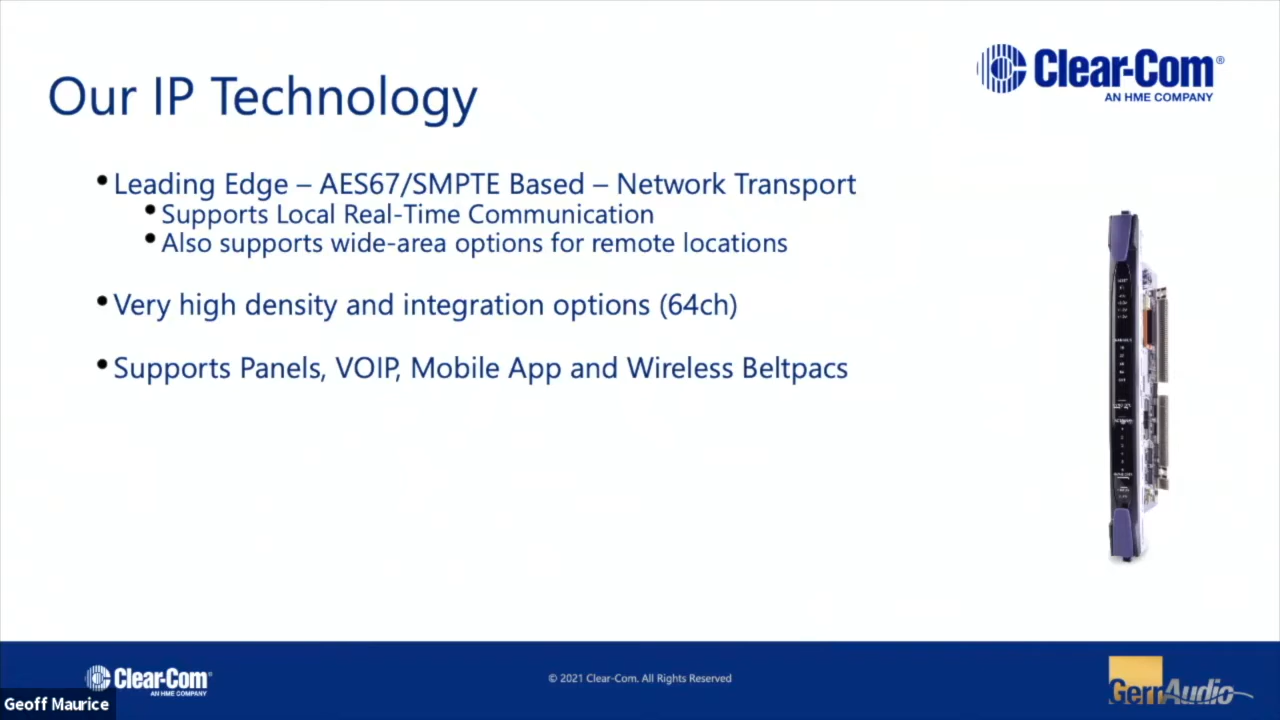 Clear-Com®
AN HME COMPANY
Our IP Technology
•Leading Edge – AES67/SMPTE Based – Network Transport
•Supports Local Real-Time Communication
•Also supports wide-area options for remote locations
•Very high density and integration options (64ch)
•Supports Panels, VOIP, Mobile App and Wireless Beltpacs
Clear-Com®
AN HME COMPANY
© 2021 Clear-Com. All Rights Reserved
GerrAudio
Geoff Maurice